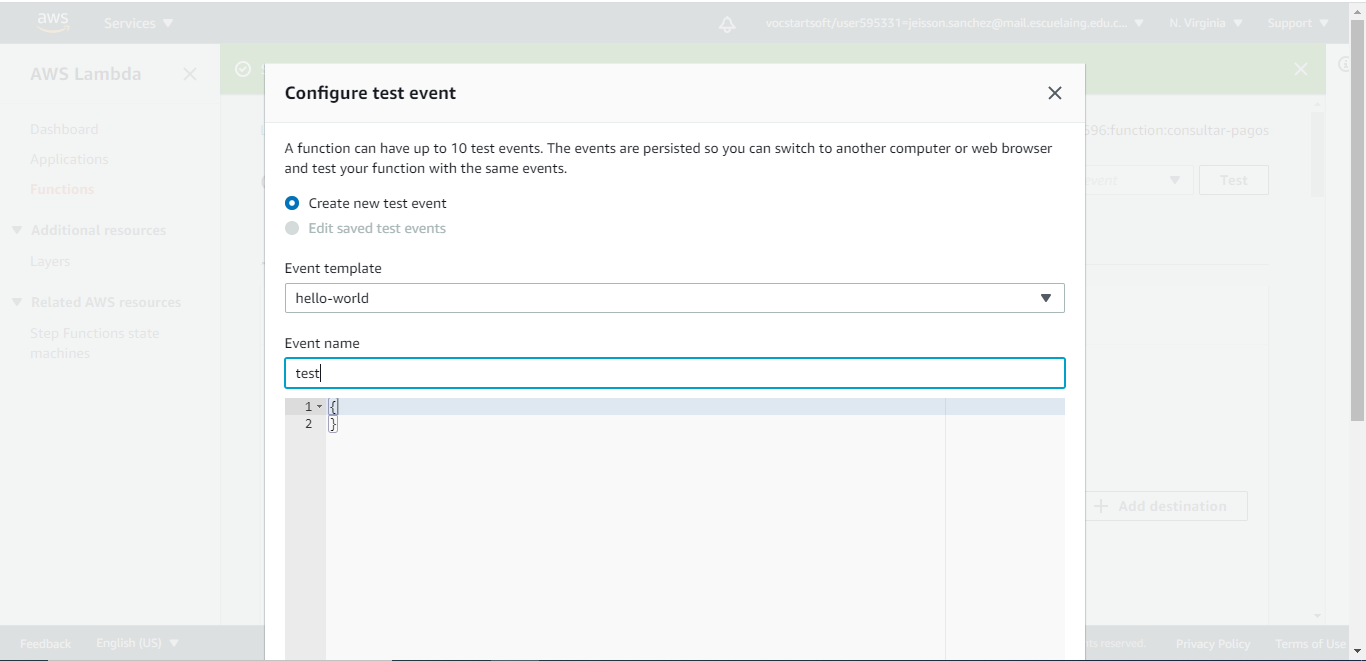 aws
Services
vocstartsoft/user595331=jeisson.sanchez@mail.escuelaing.edu.c...
N. Virginia
Support
AWS Lambda
Dashboard
Applications
Functions
Additional resources
Layers
Related AWS resources
Step Functions state
machines
Configure test event
A function can have up to 10 test events. The events are persisted so you can switch to another computer or web browser
and test your function with the same events.
Create new test event
Edit saved test events
Event template
hello-world
Event name
test
1 {
2 }
596:function:consultar-pagos
event
Test
Add destination
Feedback
English (US)
reserved.
Privacy Policy
Terms of Use